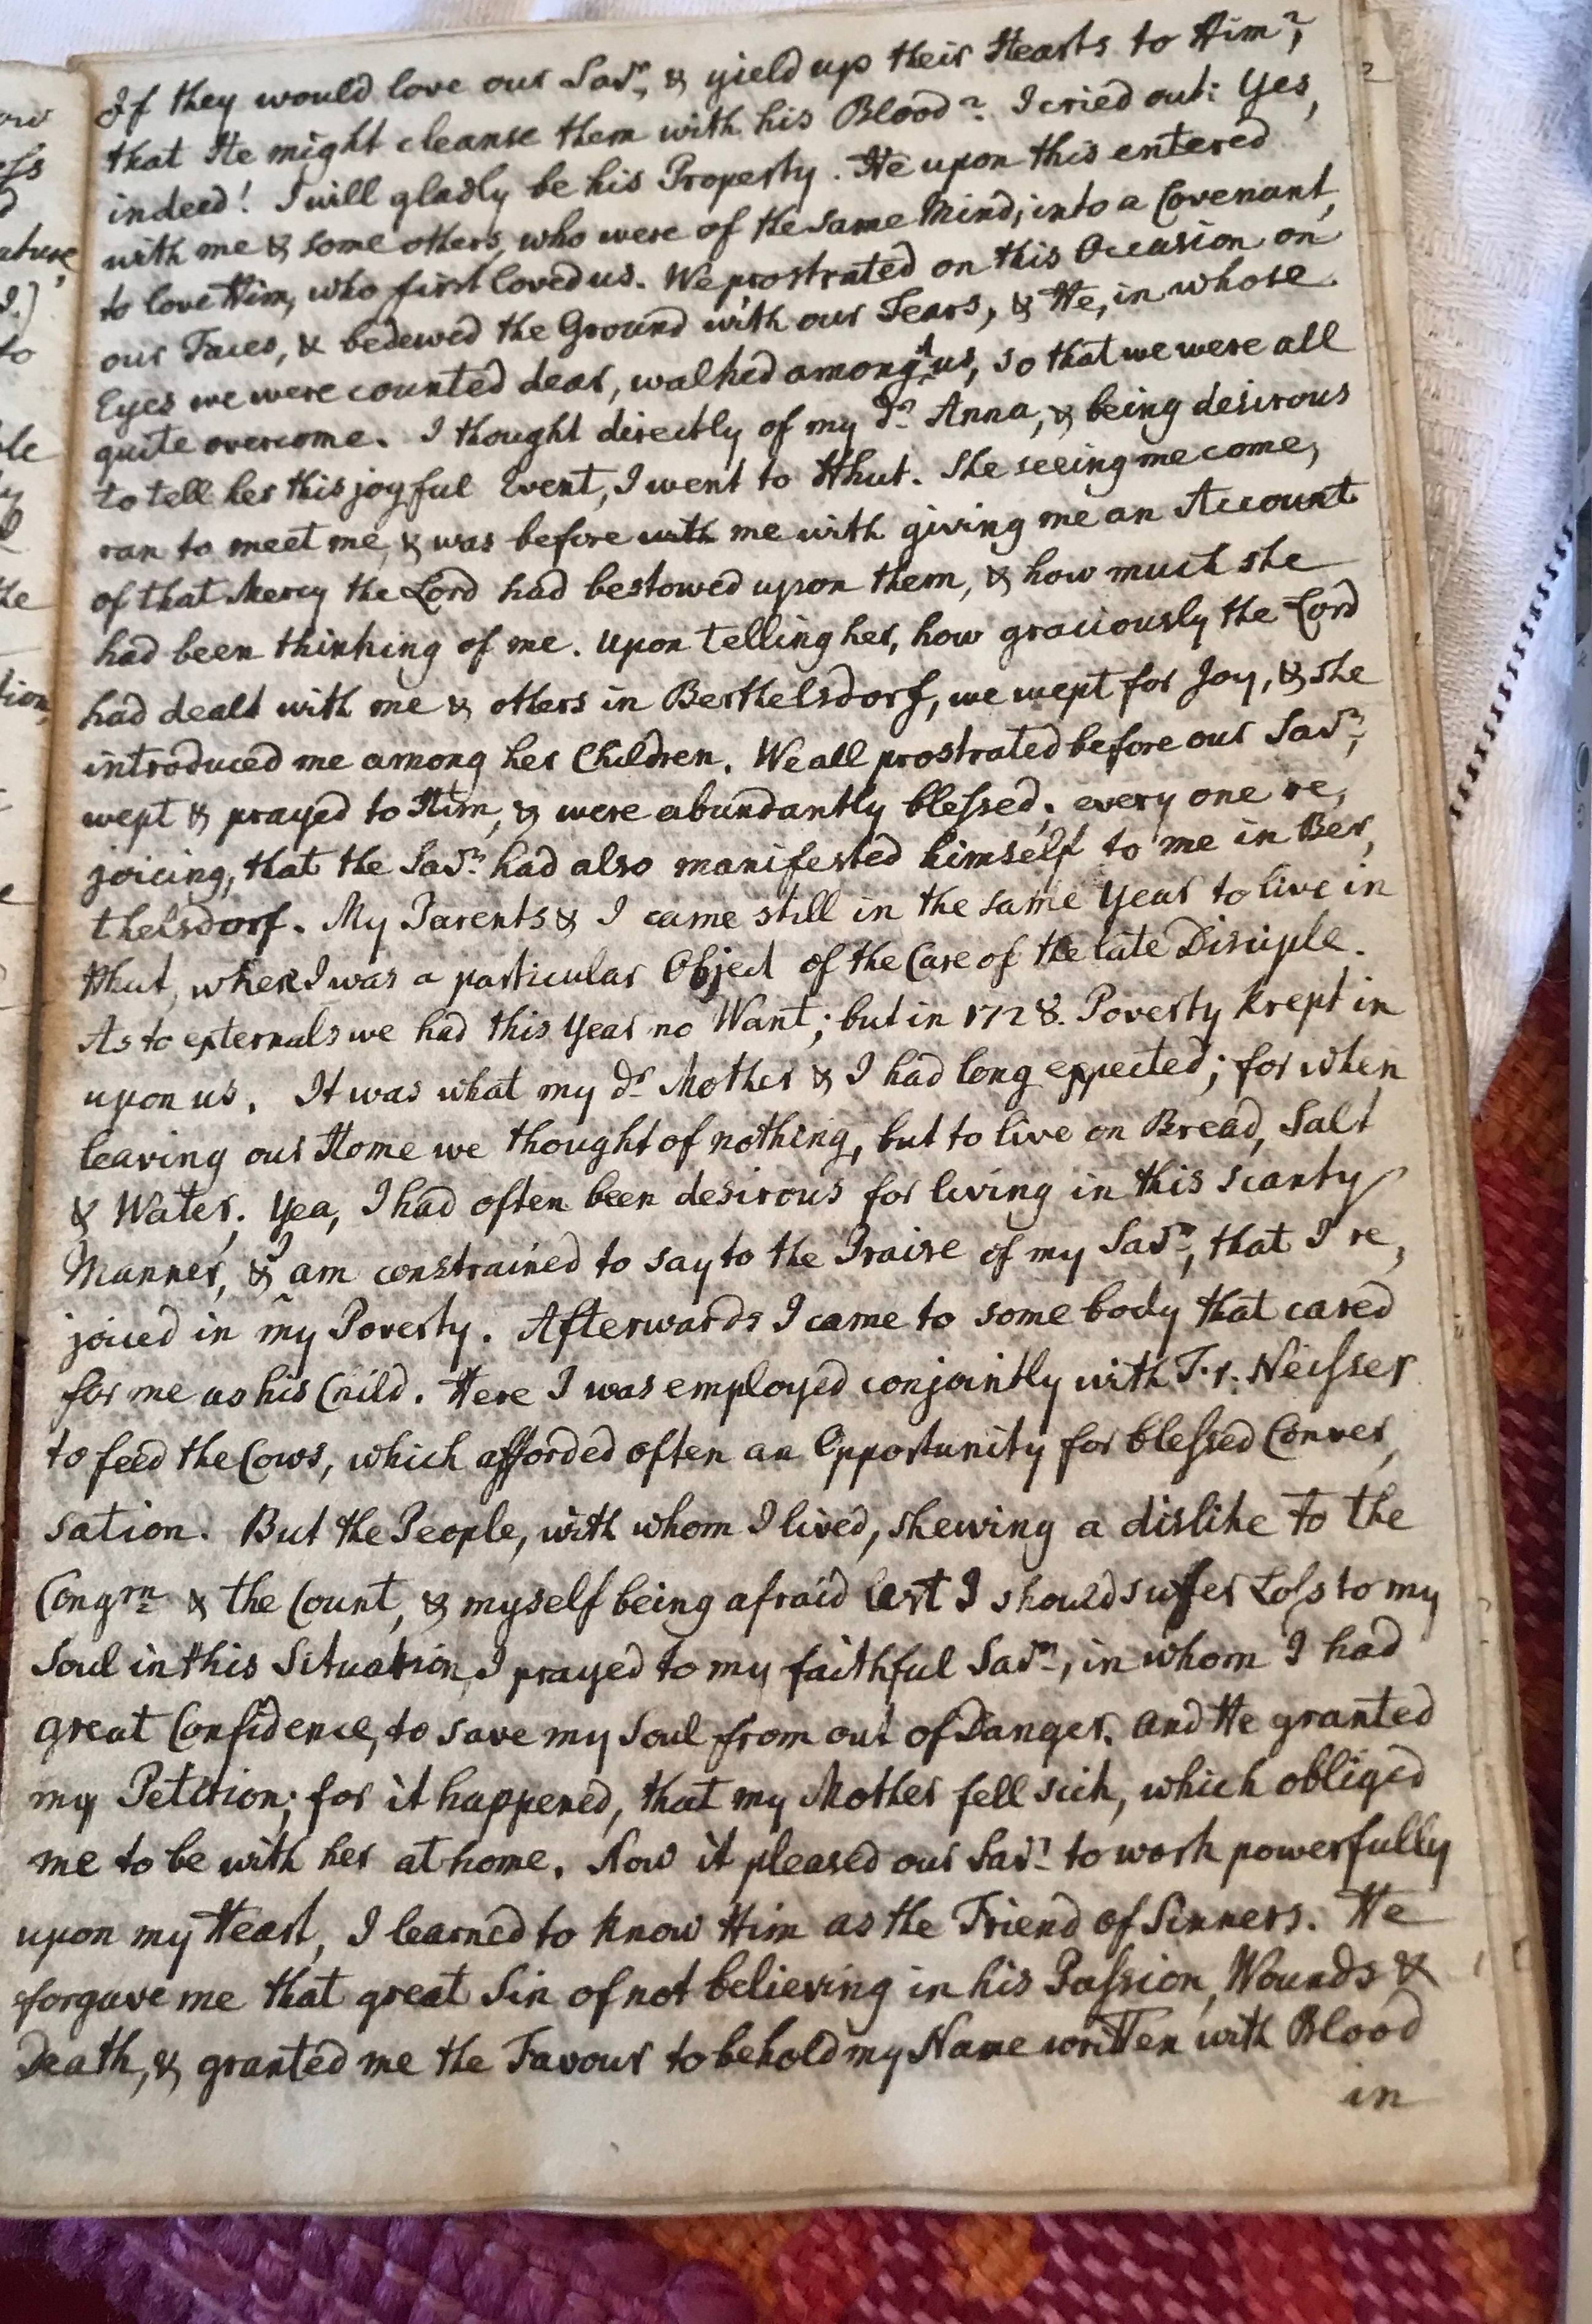 If they would love our Savr, & yield up their Hearts to Him?,
that He might cleanse them with his Blood? I cried out: Yes,
indeed! I will gladly be his Property. He upon this entered
with me & some others, who were of the same Mind, into a Covenant,
to love Him, who first loved us. We prostrated on this Occasion on
our Faces, & bedewed the Ground with our Tears, & He, in whose
Eyes we were counted dear, walked amongst us, so that we were all
quite overcome. I thought directly of my dr Anna, & being desirous
to tell her this joyful Event, I went to Hhut. She seeing me come,
ran to meet me, & was before with me with giving me an Account
of that Mercy the Lord had bestowed upon them, & how much she
had been thinking of me. Upon telling her, how graciously the Lord
had dealt with me & others in Berthelsdorf, we wept for Joy, & she
introduced me among her Children. We all prostrated before our Savr,
wept & prayed to Him, & were abundantly blessed; every one re,
joicing, that the Savr had also manifested himself to me in Ber,
thelsdorf. My Parents & I came still in the same Year to live in
Hhut, where I was a particular Object of the Care of the late Disciple.
As to externals we had this Year no Want; but in 1728. Poverty krept in
upon us. It was what my dr Mother & I had long expected; for when
leaving our Home we thought of nothing, but to live on Bread, Salt
& Water. Yea, I had often been desirous for living in this scanty
Manner, & I am constrained to say to the Praise of my Savr, that I re,
joiced in my Poverty. Afterwards I came to some body that cared
for me as his Child. Here I was employed conjointly with Neisser
to feed the Cows, which afforded often an Opportunity for blessed Conver,
sation. But the People, with whom I lived, shewing a dislike to the
Congrn & the Count, & myself being afraid lest I should suffer Loss to my
Soul in this Situation, I prayed to my faithful Savr, in whom I had
great Confidence, to save my Soul from out of Danger. And He granted
my Petition; for it happened, that my Mother fell sick, which obliged
me to be with her at home. Now it pleased our Savr to work powerfully
upon my Heart, I learned to know Him as the Friend of Sinners. He
forgave me that great Sin of not believing in his Passion, Wounds &
Death, & granted me the Favour to behold my Name written with Blood
in